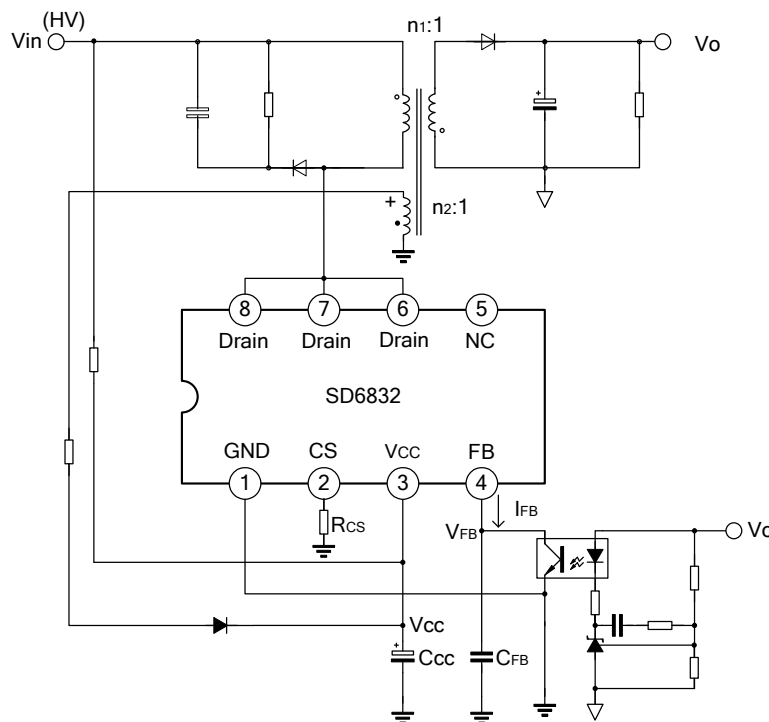 (HV)
Vin
n1:1
Vo
+
+
n2:1
8
7
6
5
Drain
Drain
Drain
NC
SD6832
GND
CS
VCC
FB
1
2
3
4
RCS
IFB
VFB
Vo
Vcc
+
Ccc
CFB